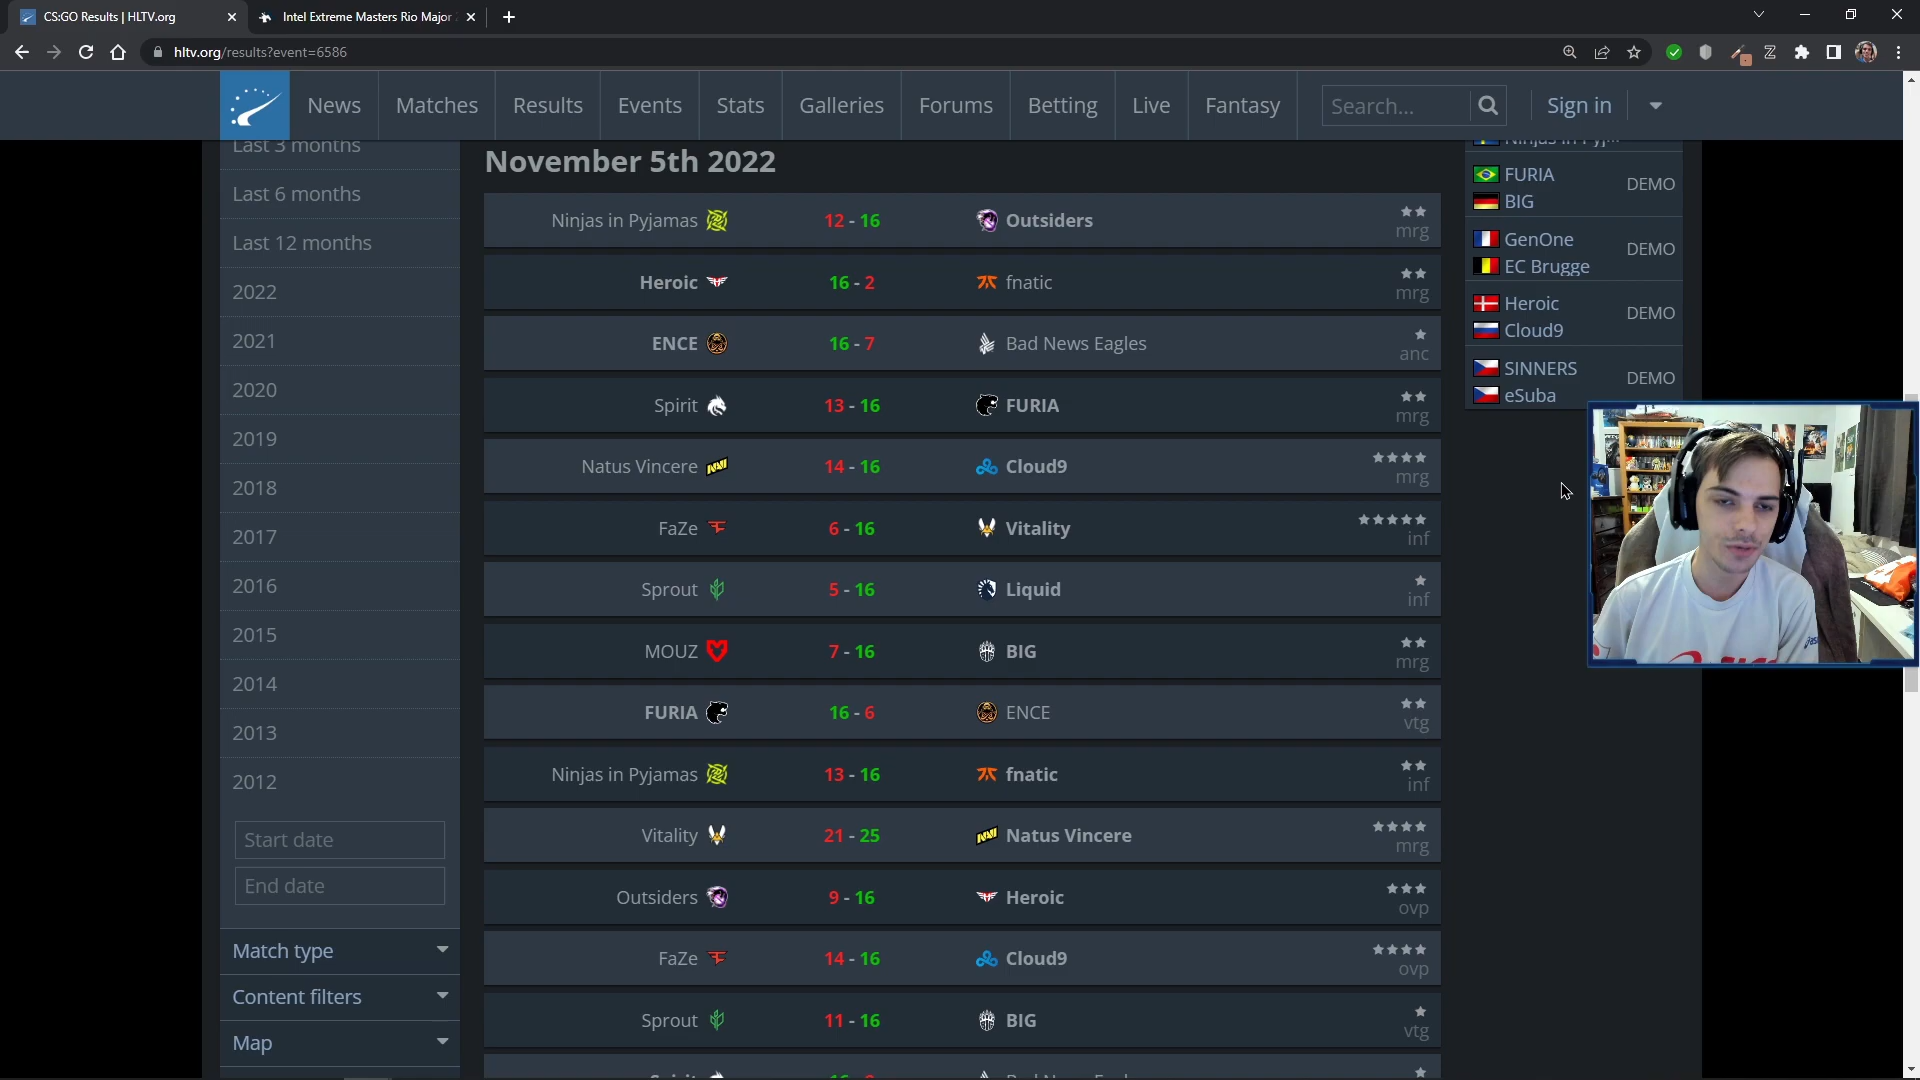 CS:GO Results | HLTV.org
Intel Extreme Masters Rio Major
hltv.org/results?event=6586
News Matches Results Events Stats Galleries Forums Betting Live Fantasy Search... Sign in
Last 3 months
Last 6 months
Last 12 months
2022
2021
2020
2019
2018
2017
2016
2015
2014
2013
2012
Start date
End date
Match type
Content filters
Map
November 5th 2022
Ninjas in Pyjamas 12 - 16 Outsiders mrg
Heroic 16 - 2 fnatic mrg
ENCE 16 - 7 Bad News Eagles anc
Spirit 13 - 16 FURIA mrg
Natus Vincere 14 - 16 Cloud9 mrg
FaZe 6 - 16 Vitality inf
Sprout 5 - 16 Liquid inf
MOUZ 7 - 16 BIG mrg
FURIA 16 - 6 ENCE vtg
Ninjas in Pyjamas 13 - 16 fnatic inf
Vitality 21 - 25 Natus Vincere mrg
Outsiders 9 - 16 Heroic ovp
FaZe 14 - 16 Cloud9 ovp
Sprout 11 - 16 BIG vtg
Ninjas in Pyj...
FURIA
BIG DEMO
GenOne
EC Brugge DEMO
Heroic
Cloud9 DEMO
SINNERS
eSuba DEMO